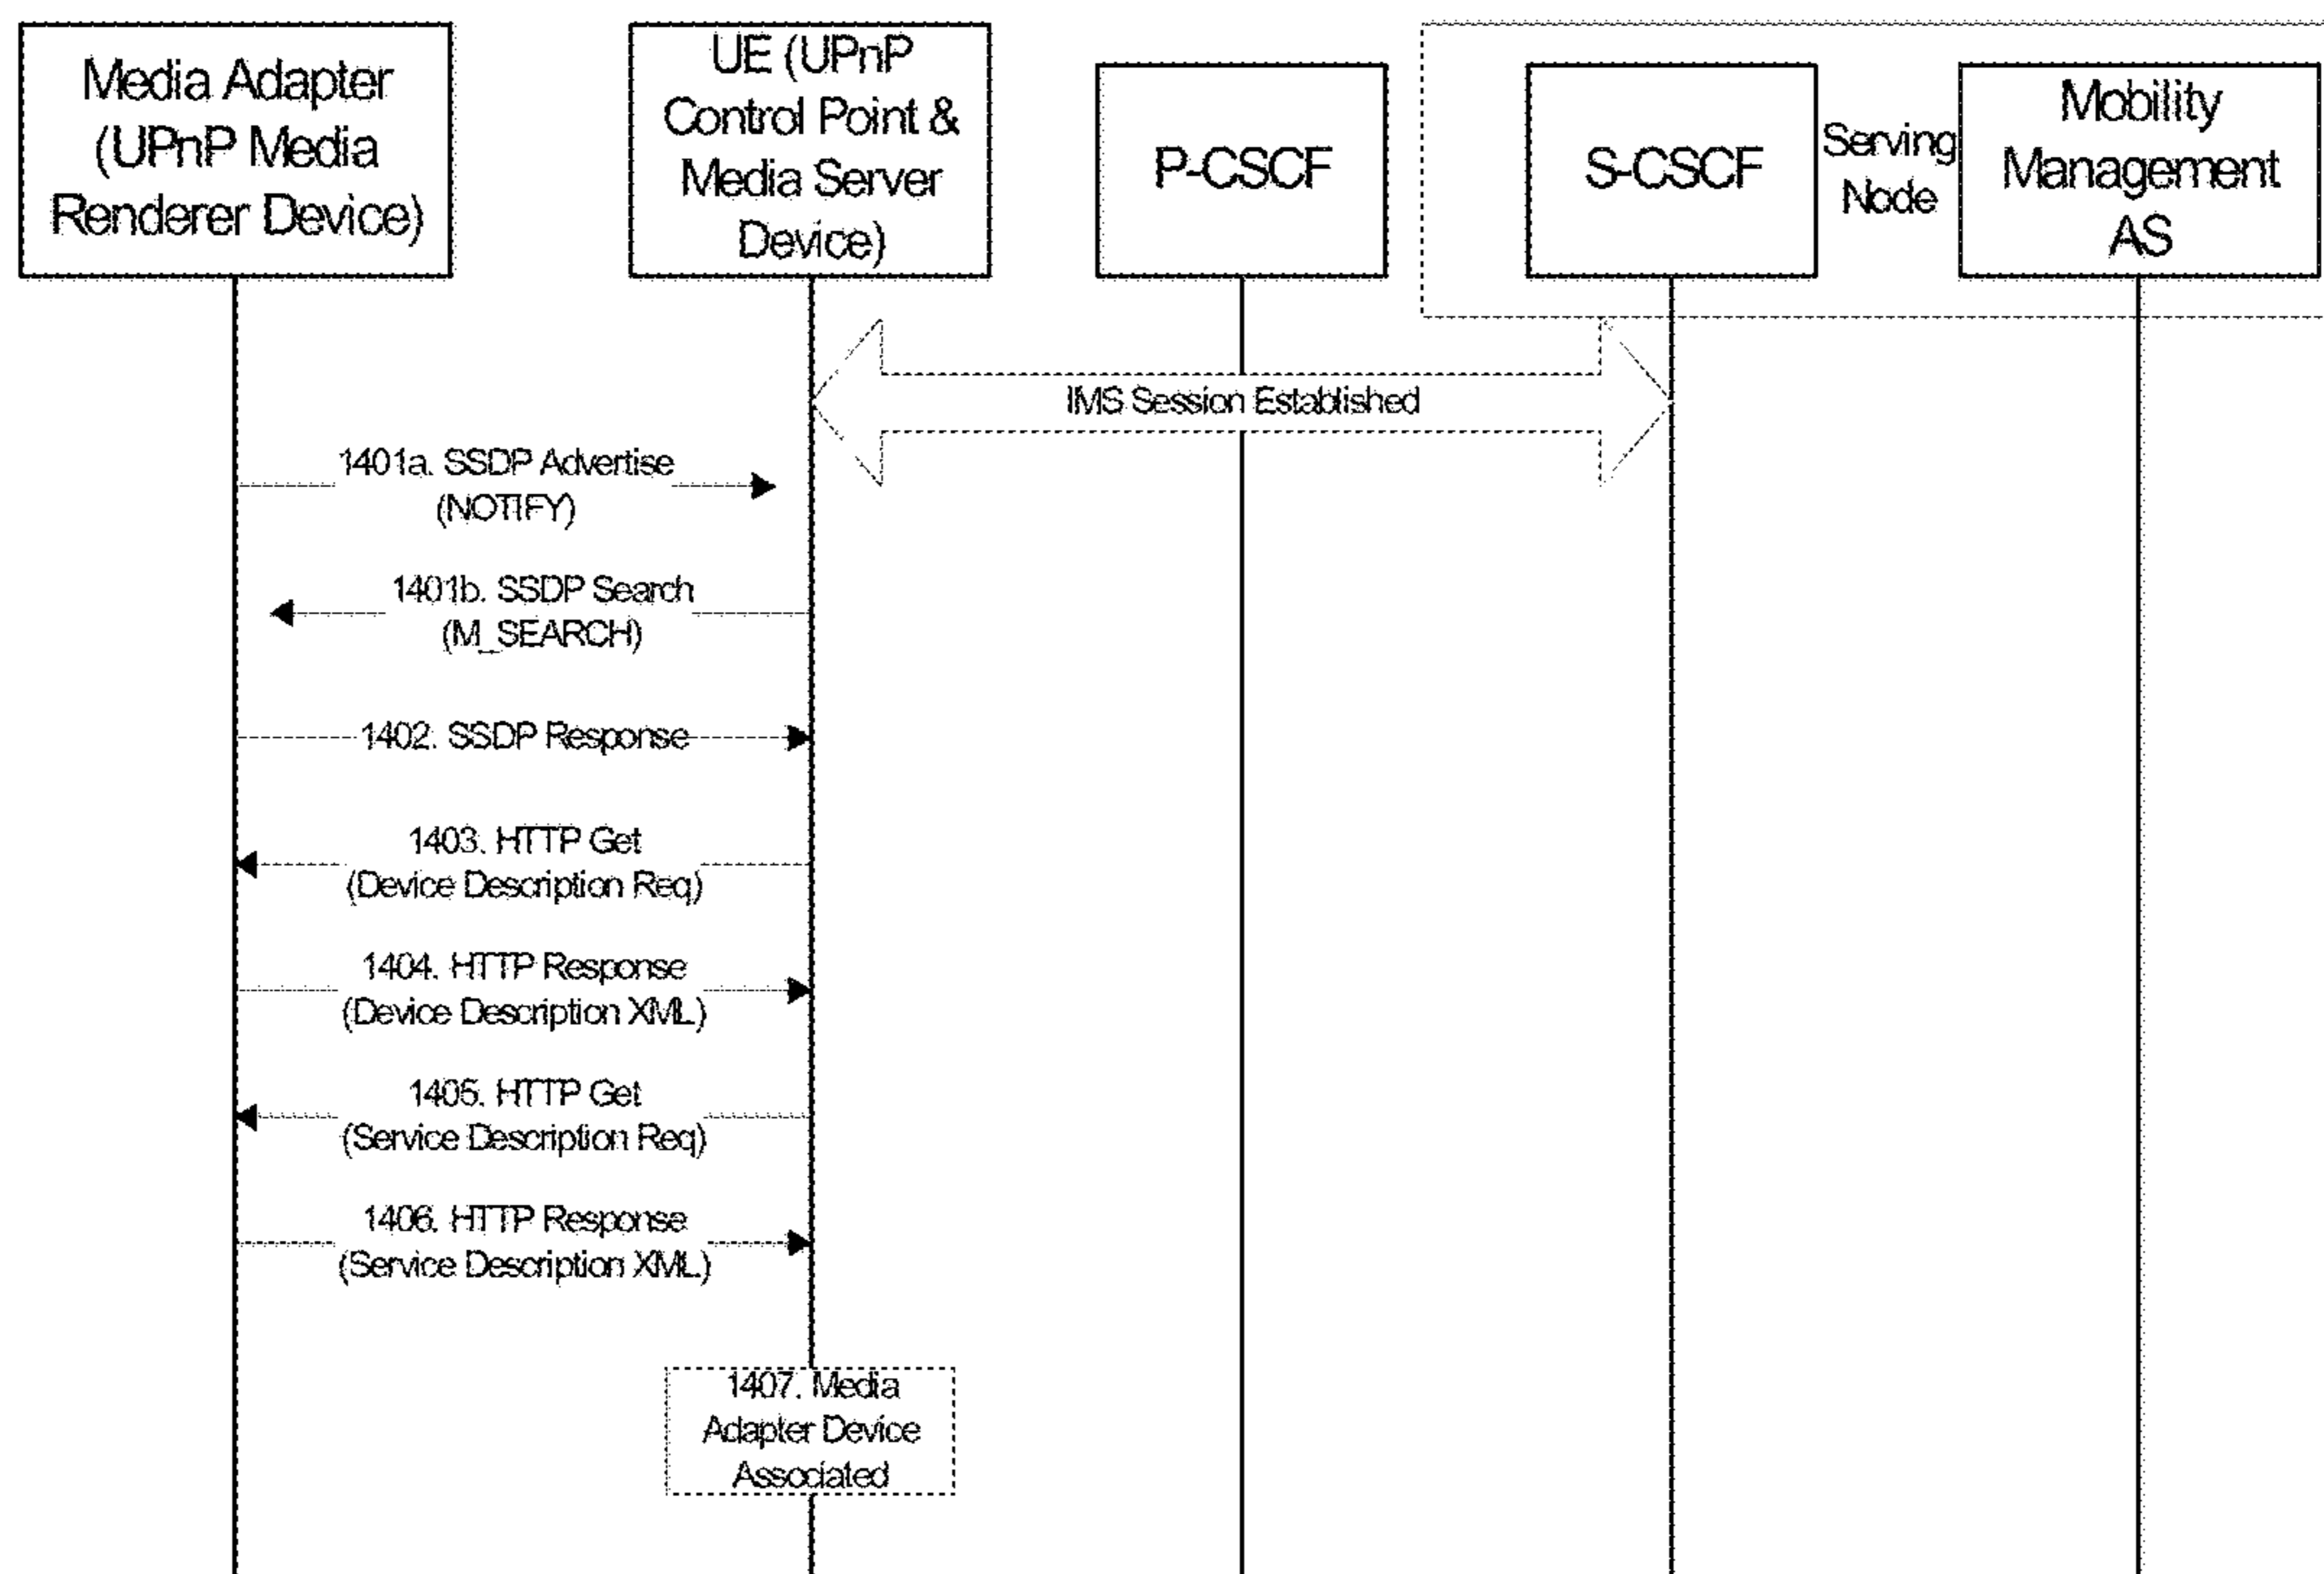 Media Adapter
(UPnP Media
Renderer Device)
UE (UPnP
Control Point &
Media Server
Device)
P-CSCF
S-CSCF
Serving
Node
Mobility
Management
AS
IMS Session Established
1401a. SSDP Advertise
(NOTIFY)
1401b. SSDP Search
(M_SEARCH)
1402. SSDP Response
1403. HTTP Get
(Device Description Req)
1404. HTTP Response
(Device Description XML)
1405. HTTP Get
(Service Description Req)
1406. HTTP Response
(Service Description XML)
1407. Media
Adapter Device
Associated